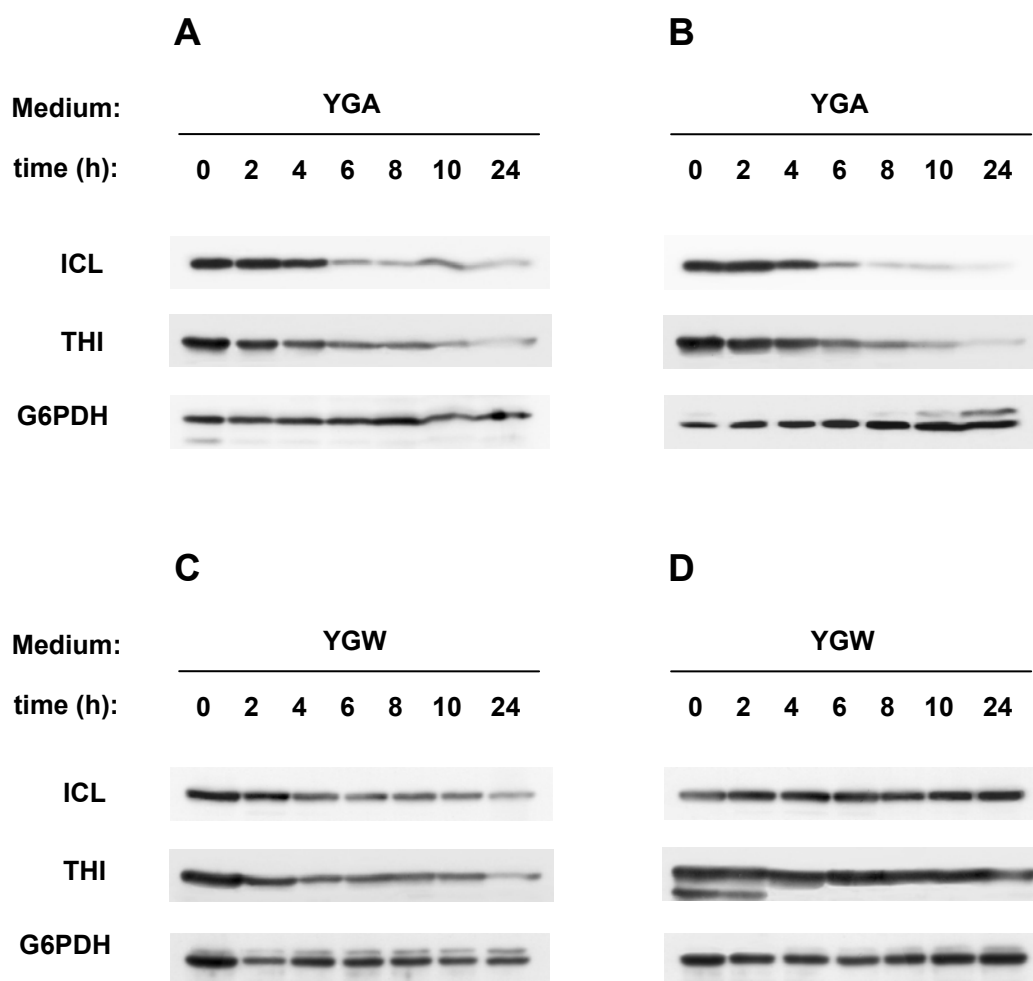 A B
Medium: YGA YGA
time (h): 0 2 4 6 8 10 24 0 2 4 6 8 10 24
ICL
THI
G6PDH
C D
Medium: YGW YGW
time (h): 0 2 4 6 8 10 24 0 2 4 6 8 10 24
ICL
THI
G6PDH